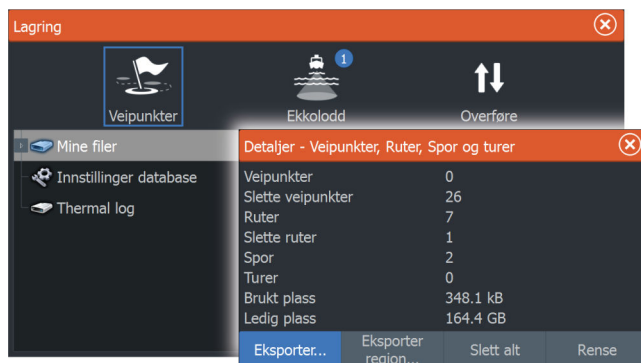 Lagring
1
Veipunkter
Ekkolodd
Overføre
Mine filer
Innstillinger database
Thermal log
Detaljer - Veipunkter, Ruter, Spor og turer
Veipunkter 0
Slette veipunkter 26
Ruter 7
Slette ruter 1
Spor 2
Turer 0
Brukt plass 348.1 kB
Ledig plass 164.4 GB
Eksporter...
Eksporter
region...
Slett alt
Rense